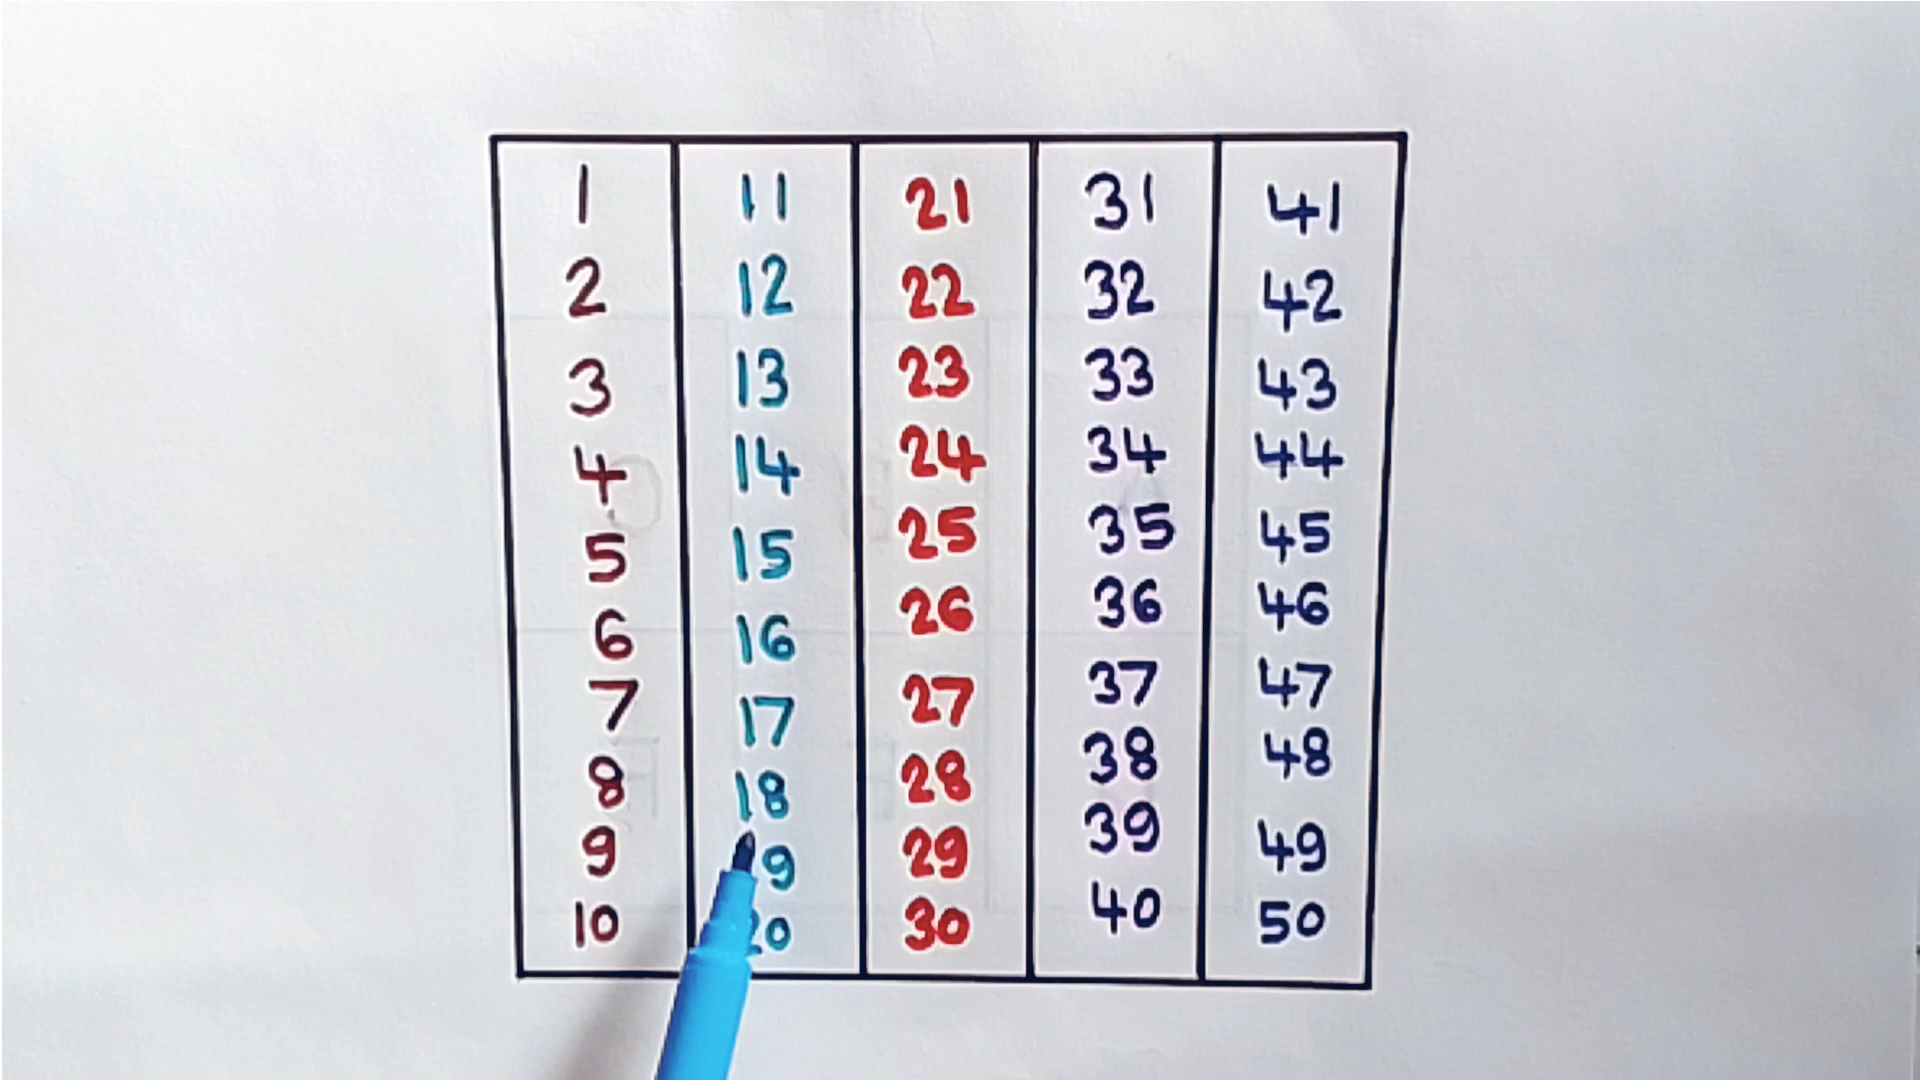 1 11 21 31 41
2 12 22 32 42
3 13 23 33 43
4 14 24 34 44
5 15 25 35 45
6 16 26 36 46
7 17 27 37 47
8 18 28 38 48
9 9 29 39 49
10 20 30 40 50